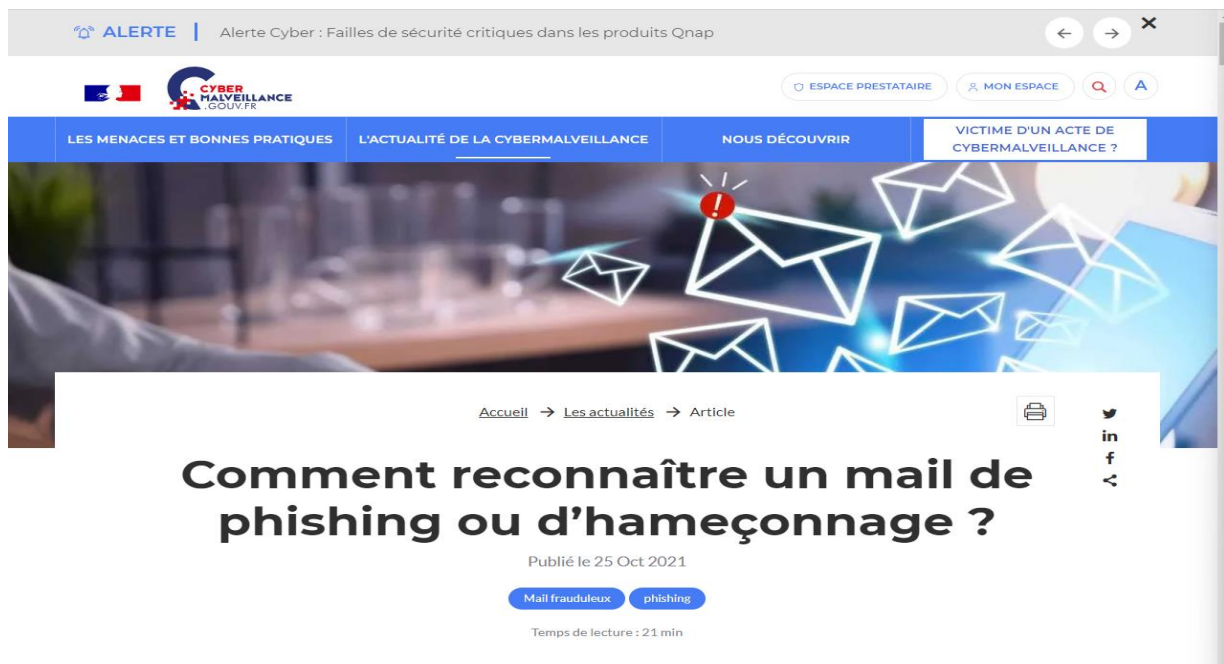 ALERTE | Alerte Cyber : Failles de sécurité critiques dans les produits Qnap
CYBER
MALVEILLANCE
.GOUV.FR
ESPACE PRESTATAIRE
MON ESPACE
A
LES MENACES ET BONNES PRATIQUES
L'ACTUALITÉ DE LA CYBERMALVEILLANCE
NOUS DÉCOUVRIR
VICTIME D'UN ACTE DE
CYBERMALVEILLANCE ?
Accueil → Les actualités → Article
in
f
Comment reconnaître un mail de
phishing ou d’hameçonnage ?
Publié le 25 Oct 2021
Mail frauduleux
phishing
Temps de lecture : 21 min